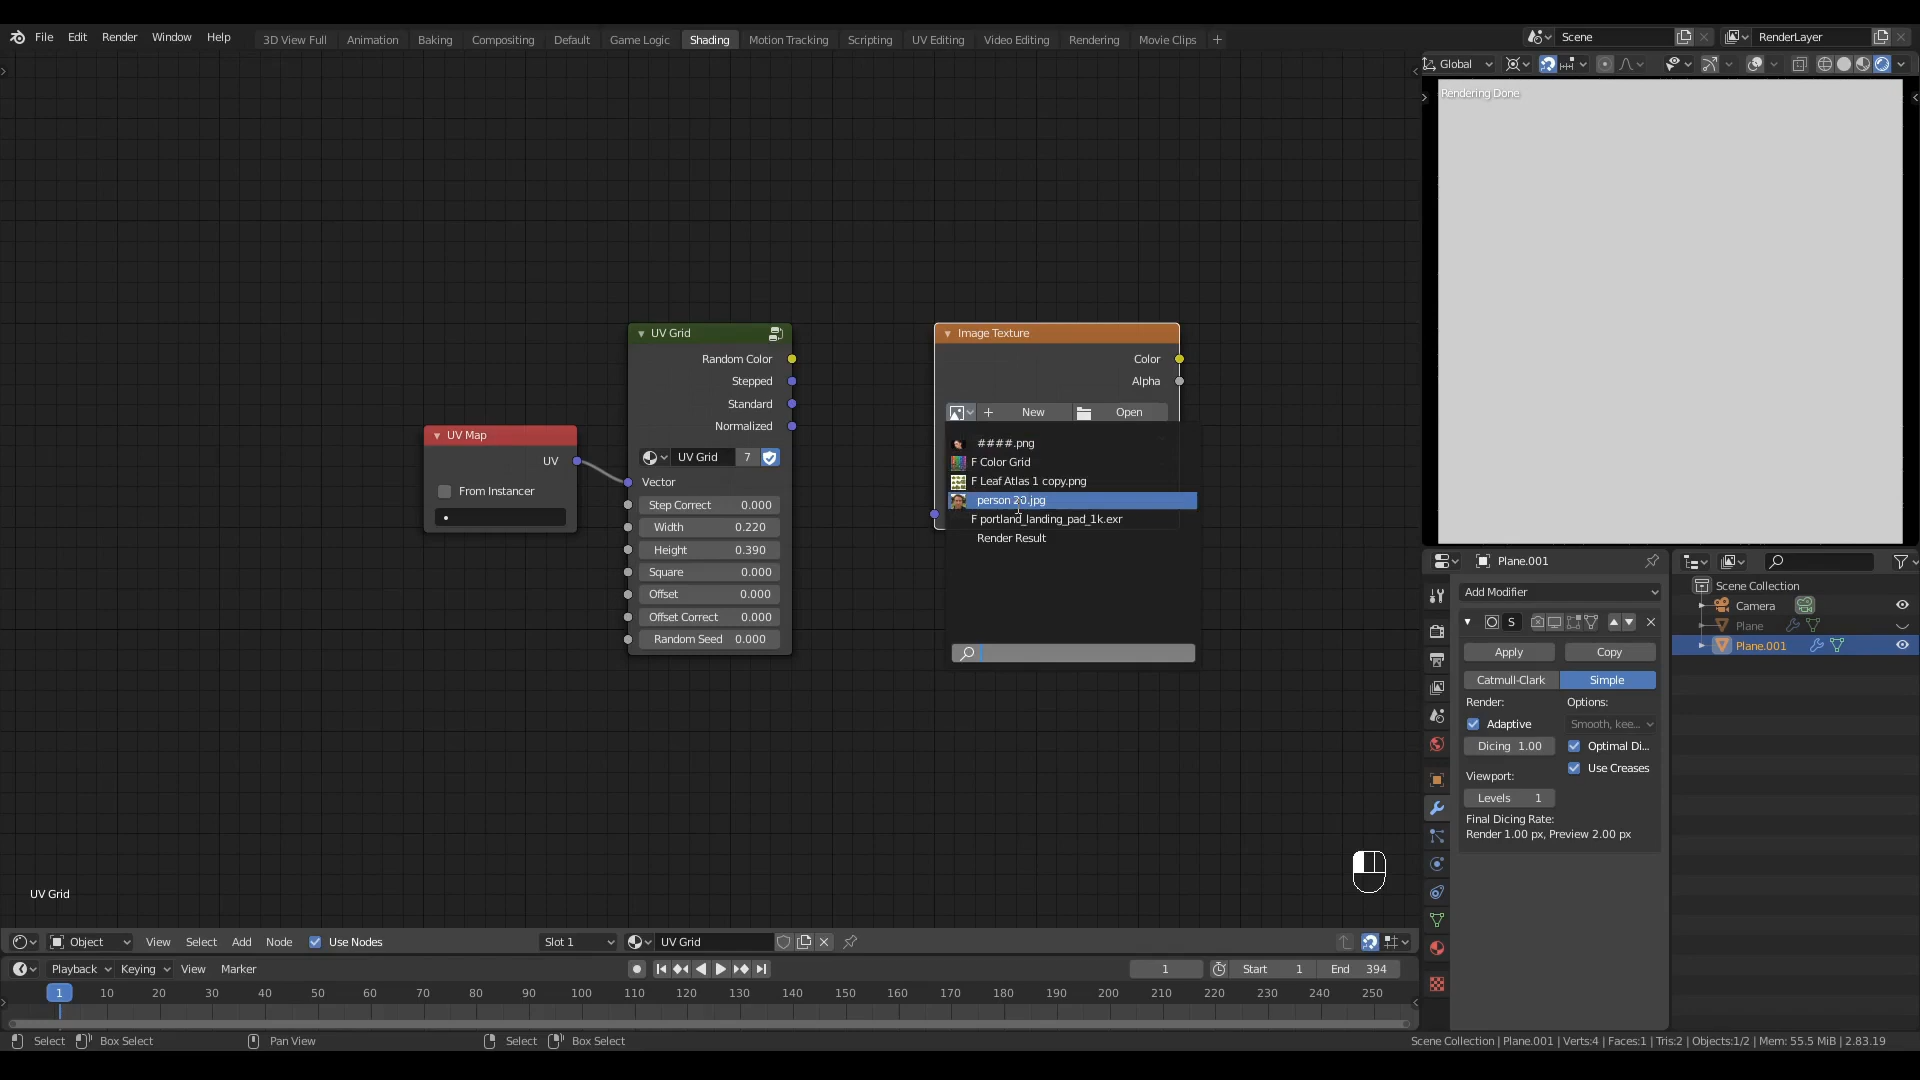 File Edit Render Window Help 3D View Full Animation Baking Compositing Default Game Logic Shading Motion Tracking Scripting UV Editing Video Editing Rendering Movie Clips + Scene RenderLayer
Global
Rendering Done
UV Grid
Random Color
Stepped
Standard
Normalized
UV Grid 7
Vector
Step Correct 0.000
Width 0.220
Height 0.390
Square 0.000
Offset 0.000
Offset Correct 0.000
Random Seed 0.000
UV Map
UV
From Instancer
Image Texture
Color
Alpha
New Open
####.png
F Color Grid
F Leaf Atlas 1 copy.png
person 20.jpg
F portland_landing_pad_1k.exr
Render Result
Plane.001
Add Modifier
S
Apply Copy
Catmull-Clark Simple
Render: Options:
Adaptive Smooth, kee...
Dicing 1.00 Optimal Di...
Use Creases
Viewport:
Levels 1
Final Dicing Rate:
Render 1.00 px, Preview 2.00 px
Scene Collection
Camera
Plane
Plane.001
UV Grid
Object View Select Add Node Use Nodes Slot 1 UV Grid
Playback Keying View Marker 1 Start 1 End 394
1 10 20 30 40 50 60 70 80 90 100 110 120 130 140 150 160 170 180 190 200 210 220 230 240 250
Select Box Select Pan View Select Box Select Scene Collection | Plane.001 | Verts:4 | Faces:1 | Tris:2 | Objects:1/2 | Mem: 55.5 MiB | 2.83.19